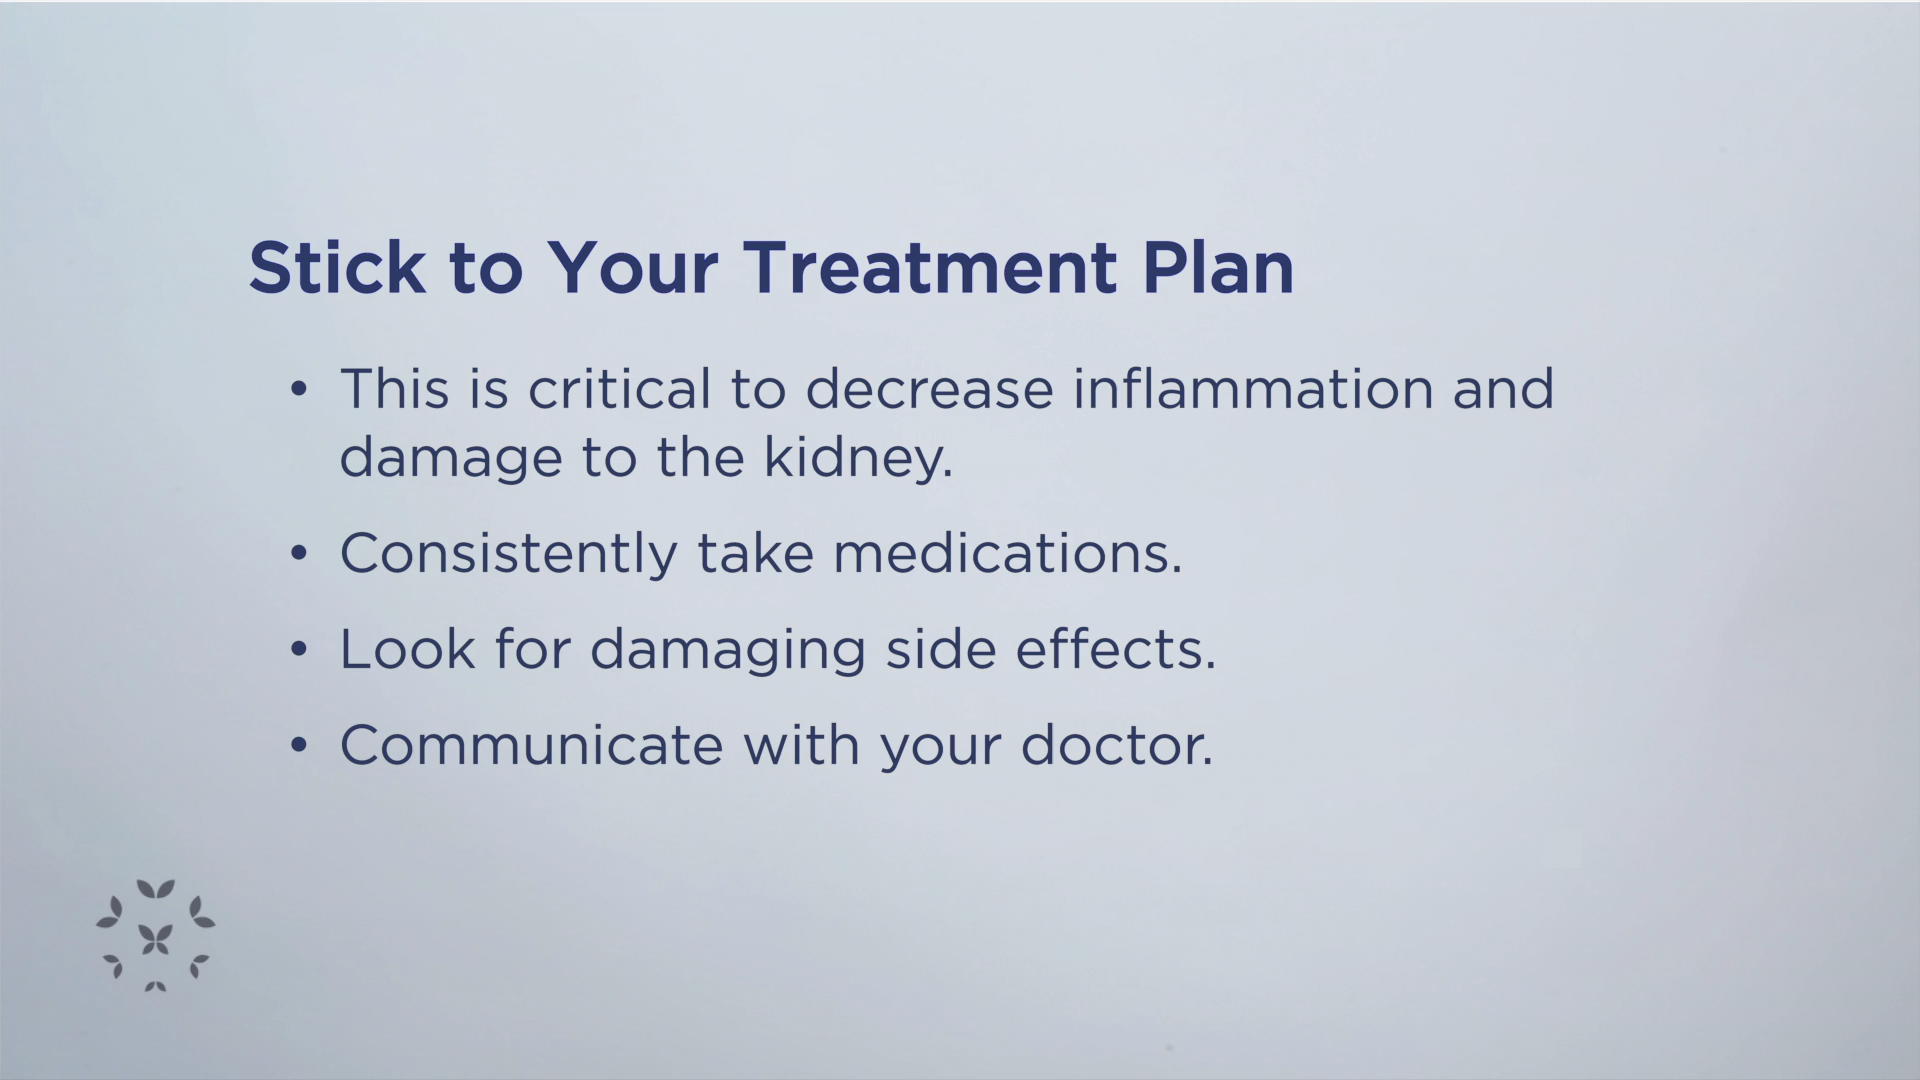 Stick to Your Treatment Plan
• This is critical to decrease inflammation and
damage to the kidney.
• Consistently take medications.
• Look for damaging side effects.
• Communicate with your doctor.